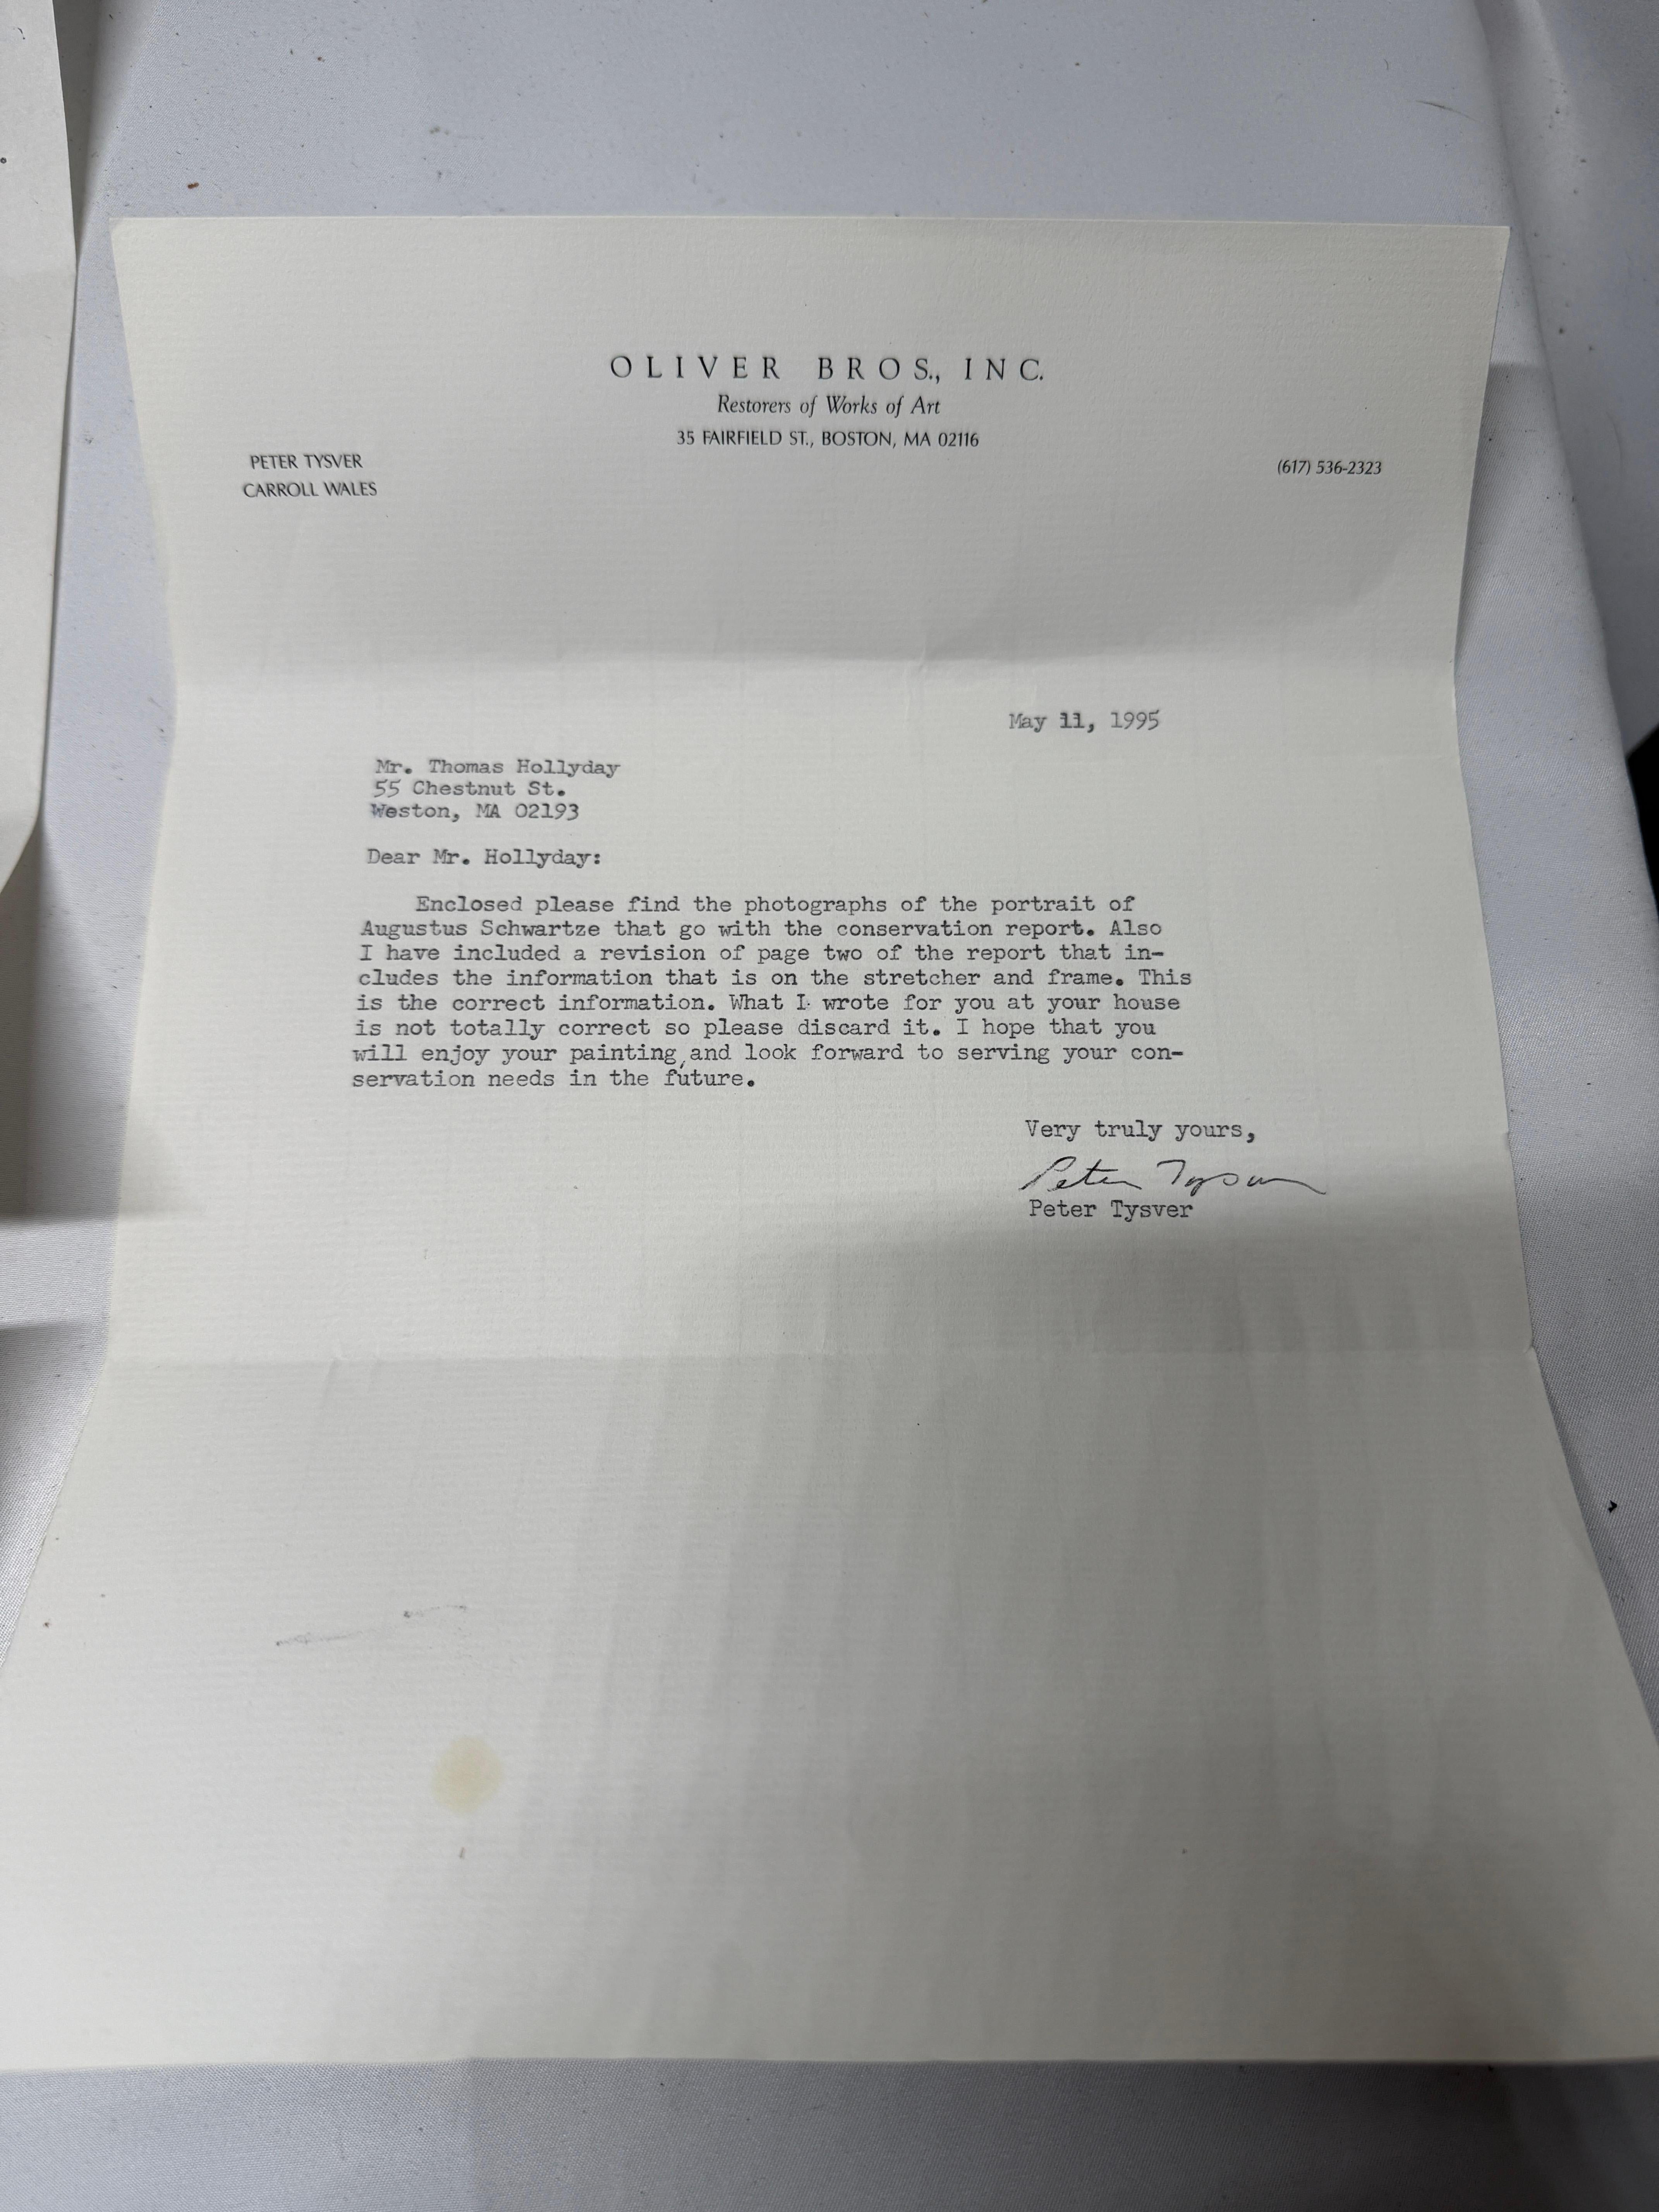 OLIVER BROS., INC.
Restorers of Works of Art
35 FAIRFIELD ST., BOSTON, MA 02116
PETER TYSVER
CARROLL WALES
(617) 536-2323
May 11, 1995
Mr. Thomas Hollyday
55 Chestnut St.
Weston, MA 02193
Dear Mr. Hollyday:
Enclosed please find the photographs of the portrait of
Augustus Schwartze that go with the conservation report. Also
I have included a revision of page two of the report that in-
cludes the information that is on the stretcher and frame. This
is the correct information. What I wrote for you at your house
is not totally correct so please discard it. I hope that you
will enjoy your painting, and look forward to serving your con-
servation needs in the future.
Very truly yours,
Peter Tysver
Peter Tysver